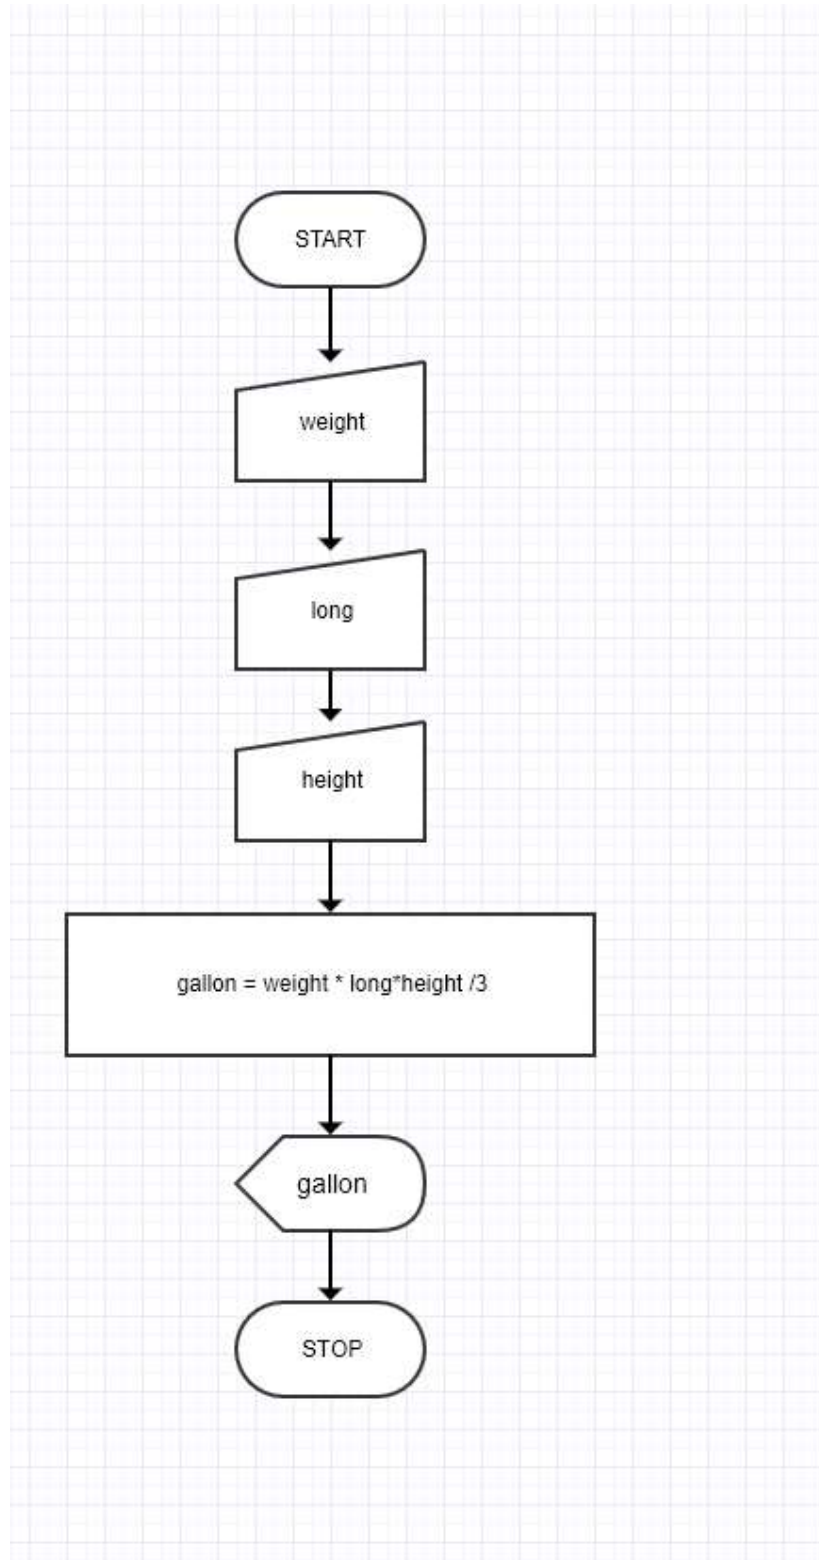 START
weight
long
height
gallon = weight * long*height /3
gallon
STOP